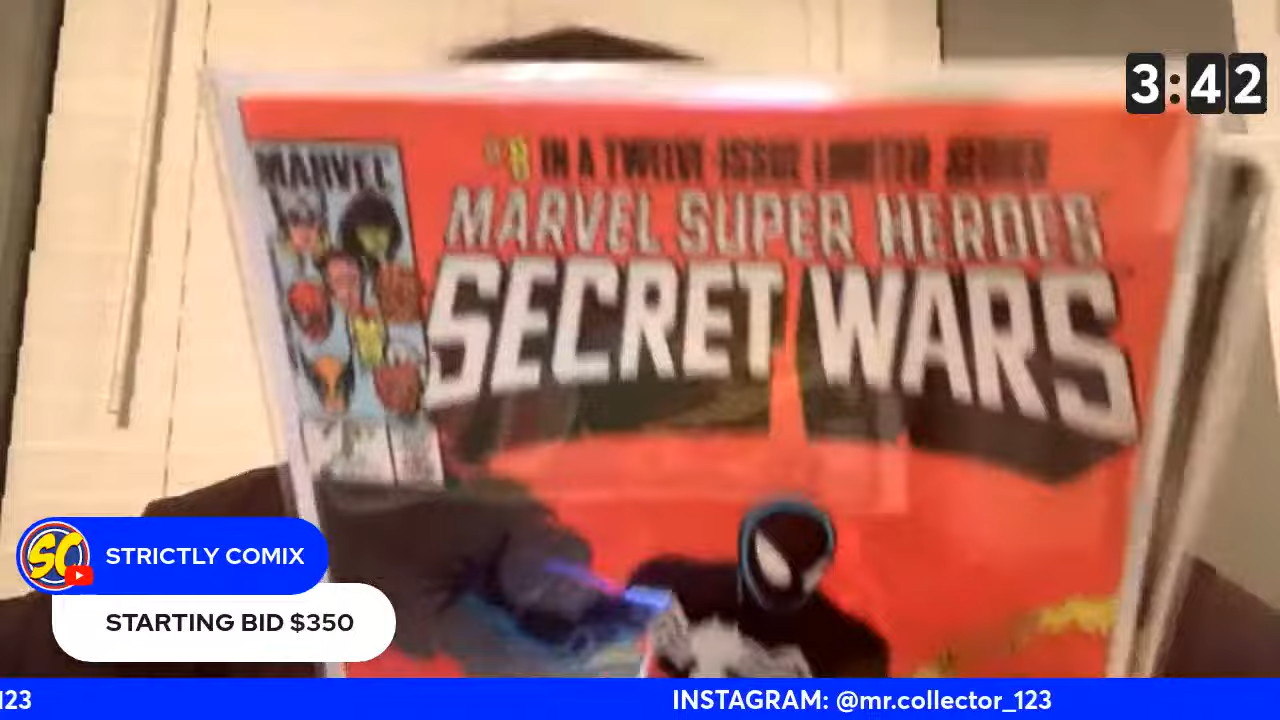 3:42
#8 IN A TWELVE-ISSUE LIMITED SERIES
MARVEL
MARVEL SUPER HEROES
SECRET WARS
SC
STRICTLY COMIX
STARTING BID $350
123
INSTAGRAM: @mr.collector_123